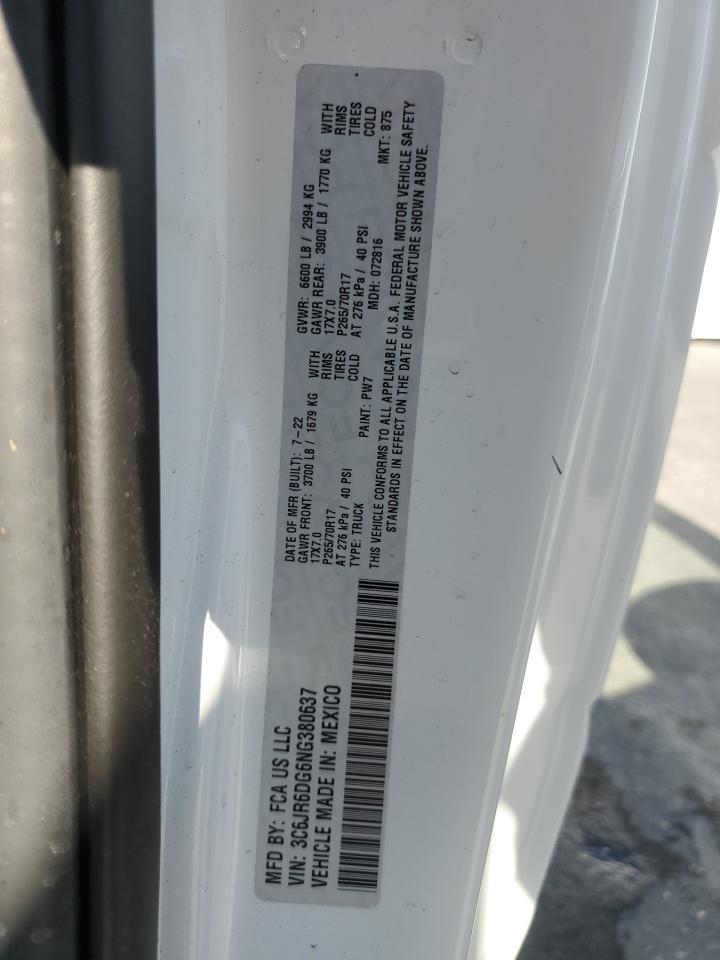 MFD BY: FCA US LLC
VIN: 3C6JR6DG6NG380637
VEHICLE MADE IN: MEXICO
DATE OF MFR (BUILT): 7-22
GAWR FRONT: 3700 LB / 1679 KG WITH
17X7.0 RIMS
P265/70R17 TIRES
AT 276 kPa / 40 PSI COLD
TYPE: TRUCK PAINT: PW7
GVWR: 6600 LB / 2994 KG
GAWR REAR: 3900 LB / 1770 KG WITH
17X7.0 RIMS
P265/70R17 TIRES
AT 276 kPa / 40 PSI COLD
MDH: 072816 MKT: 875
THIS VEHICLE CONFORMS TO ALL APPLICABLE U.S.A. FEDERAL MOTOR VEHICLE SAFETY
STANDARDS IN EFFECT ON THE DATE OF MANUFACTURE SHOWN ABOVE.